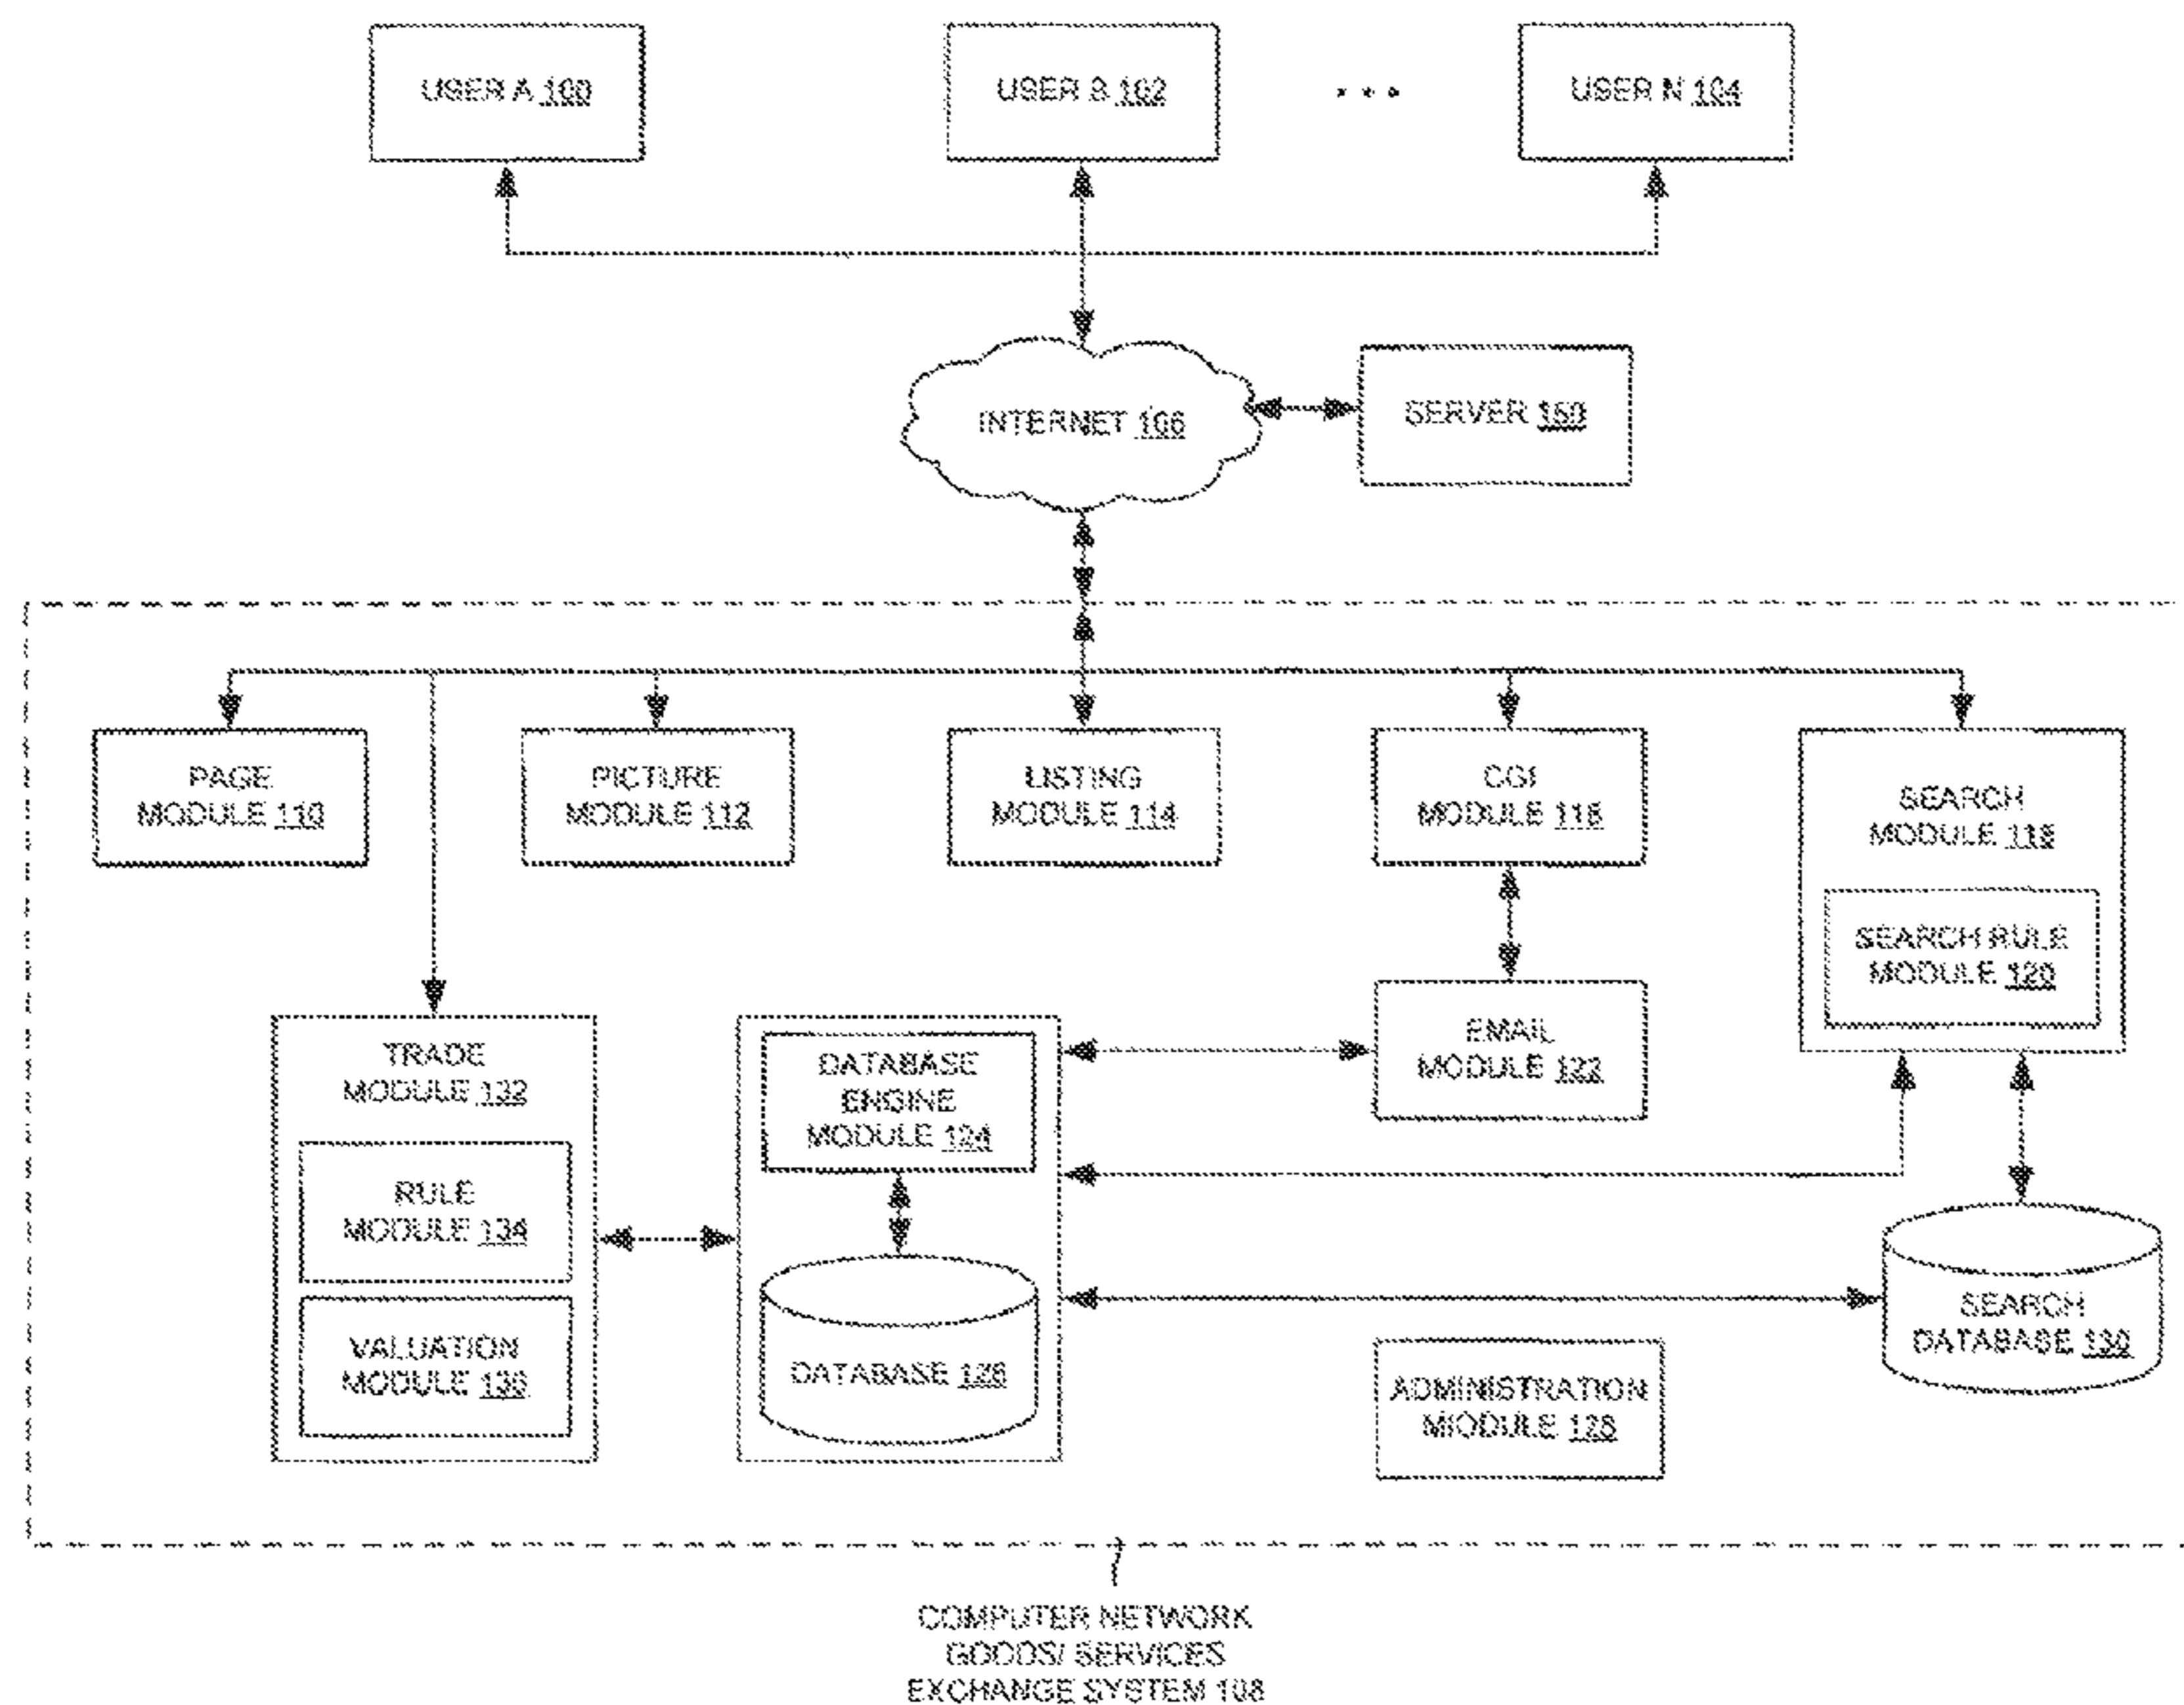 USER A 100
USER B 102
USER N 104
INTERNET 106
SERVER 160
PAGE
MODULE 110
PICTURE
MODULE 112
LISTING
MODULE 114
CGI
MODULE 116
SEARCH
MODULE 118
SEARCH RULE
MODULE 120
TRADE
MODULE 132
RULE
MODULE 134
VALUATION
MODULE 136
DATABASE
ENGINE
MODULE 124
DATABASE 126
EMAIL
MODULE 122
ADMINISTRATION
MIODULE 128
SEARCH
DATABASE 130
COMPUTER NETWORK
GOODS/ SERVICES
EXCHANGE SYSTEM 108